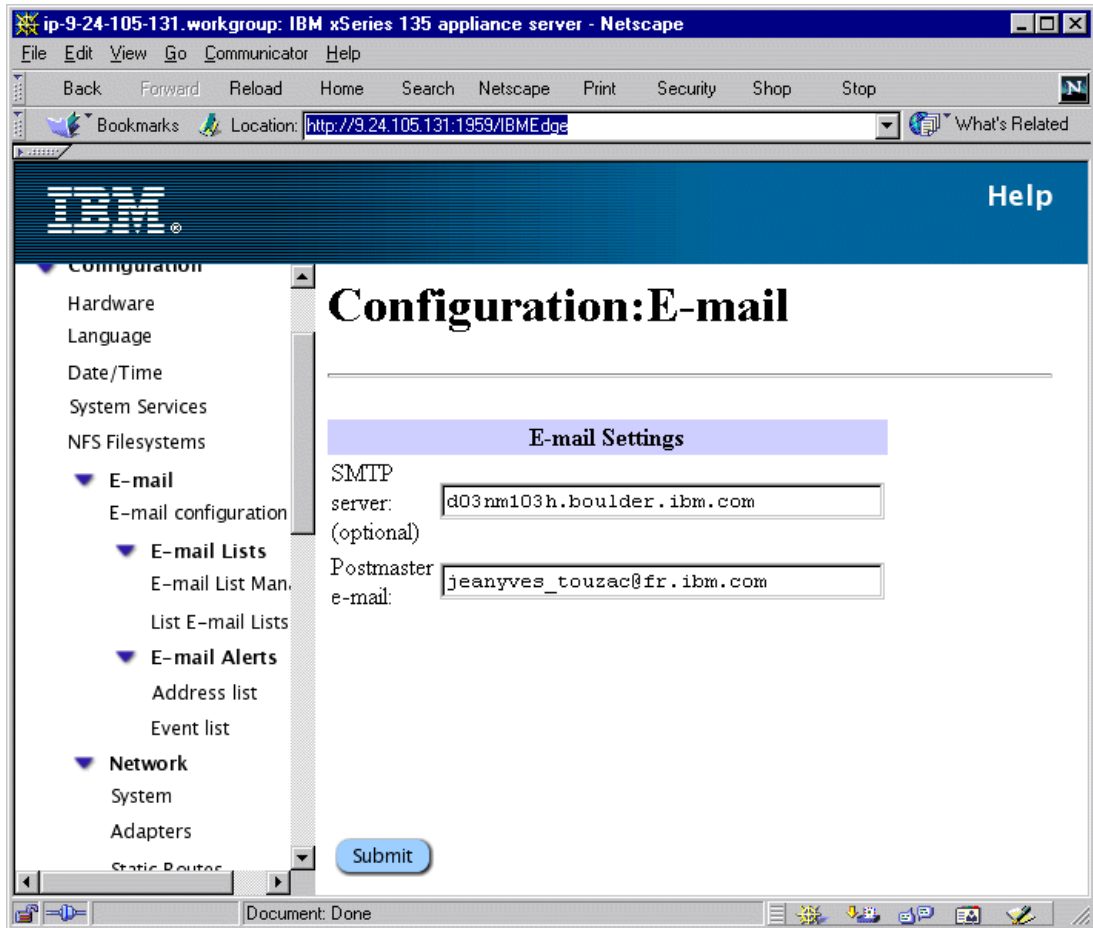 ip-9-24-105-131.workgroup: IBM xSeries 135 appliance server - Netscape
File Edit View Go Communicator Help
Back Forward Reload Home Search Netscape Print Security Shop Stop
N
Bookmarks Location: http://9.24.105.131:1959/IBMEdge What's Related
IBM® Help
Configuration
Hardware
Language
Date/Time
System Services
NFS Filesystems
E-mail
E-mail configuration
E-mail Lists
E-mail List Man
List E-mail Lists
E-mail Alerts
Address list
Event list
Network
System
Adapters
Static Routes
Configuration:E-mail
E-mail Settings
SMTP
server:
(optional)
d03nm103h.boulder.ibm.com
Postmaster
e-mail:
jeanyves_touzac@fr.ibm.com
Submit
Document: Done